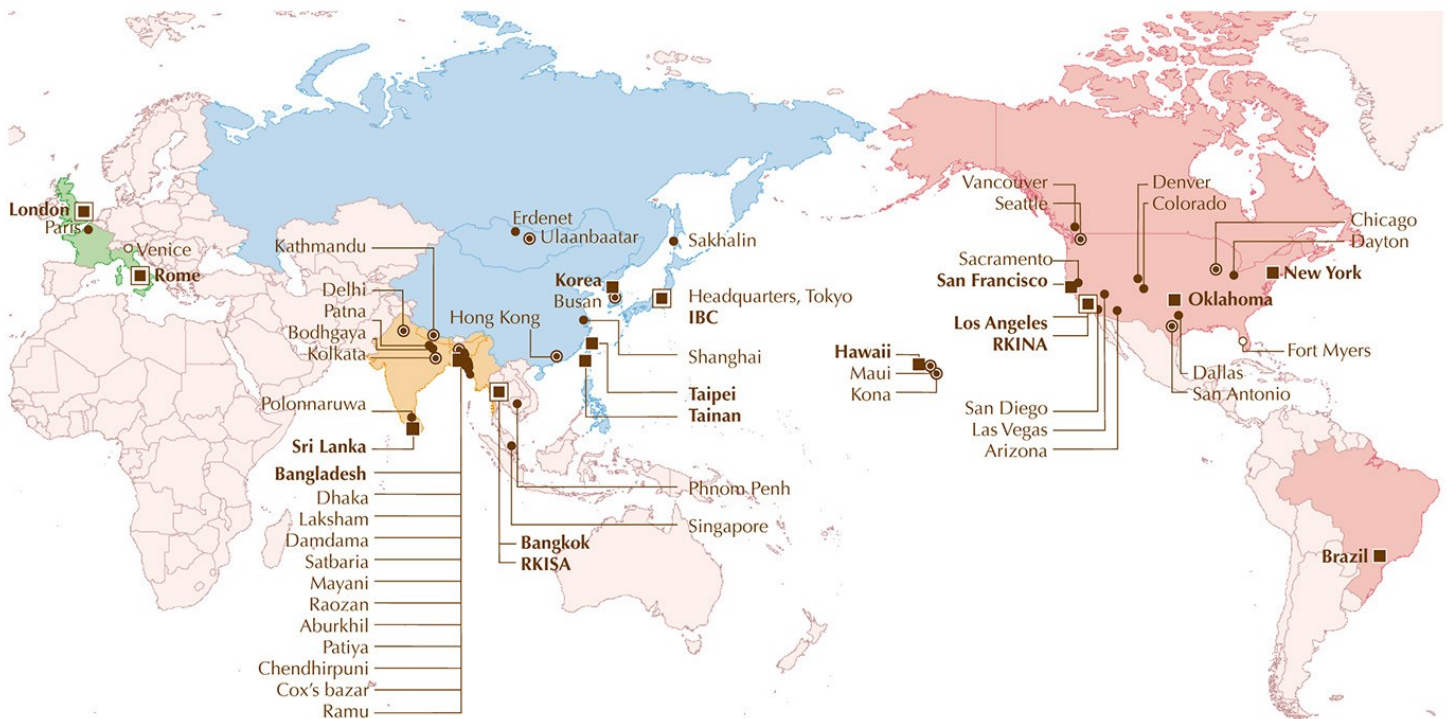 London
Paris
Venice
Rome
Kathmandu
Delhi
Patna
Bodhgaya
Kolkata
Polonnaruwa
Sri Lanka
Bangladesh
Dhaka
Laksham
Damdama
Satbaria
Mayani
Raozan
Aburkhil
Patiya
Chendhirpuni
Cox's bazar
Ramu
Erdenet
Ulaanbaatar
Sakhalin
Korea
Busan
Headquarters, Tokyo
IBC
Hong Kong
Shanghai
Taipei
Tainan
Phnom Penh
Singapore
Bangkok
RKISA
Hawaii
Maui
Kona
Vancouver
Seattle
Denver
Colorado
Chicago
Dayton
Sacramento
San Francisco
New York
Oklahoma
Los Angeles
RKINA
Fort Myers
Dallas
San Antonio
San Diego
Las Vegas
Arizona
Brazil